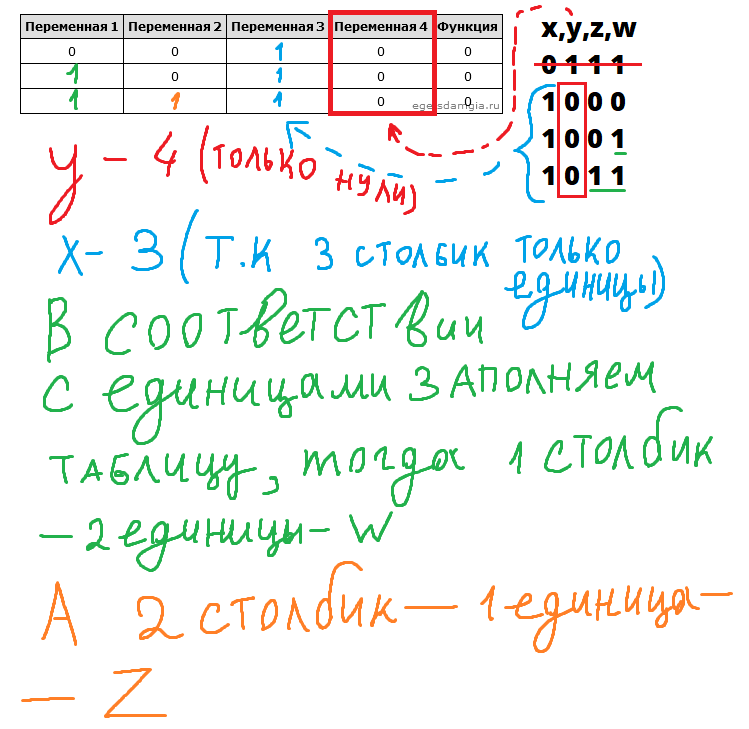 Переменная 1 Переменная 2 Переменная 3 Переменная 4 Функция
0 0 1 0 0
1 0 1 0 0
1 1 1 0 0
egeisdamgia.ru
x,y,z,w
0 1 1 1
1 0 0 0
1 0 0 1
1 0 1 1
y - 4 (только нули)
x - 3 (т.к 3 столбик только
единицы)
В соответствии
с единицами заполняем
таблицу, тогда 1 столбик
- 2 единицы - w
А 2 столбик - 1 единица -
- Z